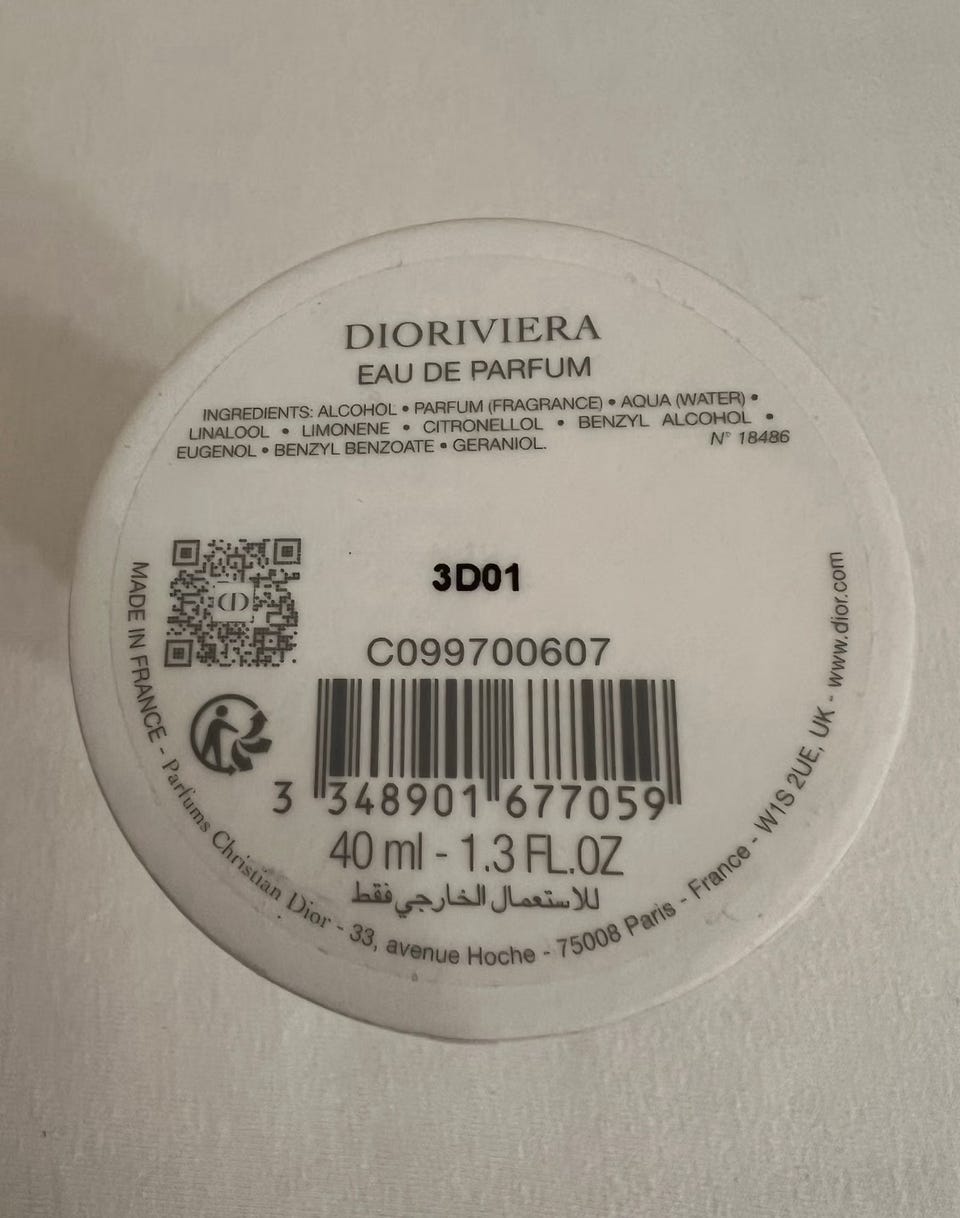 DIORIVIERA
EAU DE PARFUM
INGREDIENTS: ALCOHOL • PARFUM (FRAGRANCE) • AQUA (WATER) •
LINALOOL • LIMONENE • CITRONELLOL • BENZYL ALCOHOL •
EUGENOL • BENZYL BENZOATE • GERANIOL.
N° 18486
3D01
C099700607
3 348901 677059
40 ml - 1.3 FL.OZ
للاستعمال الخارجي فقط
MADE IN FRANCE - Parfums Christian Dior - 33, avenue Hoche - 75008 Paris - France - W1S 2UE, UK - www.dior.com